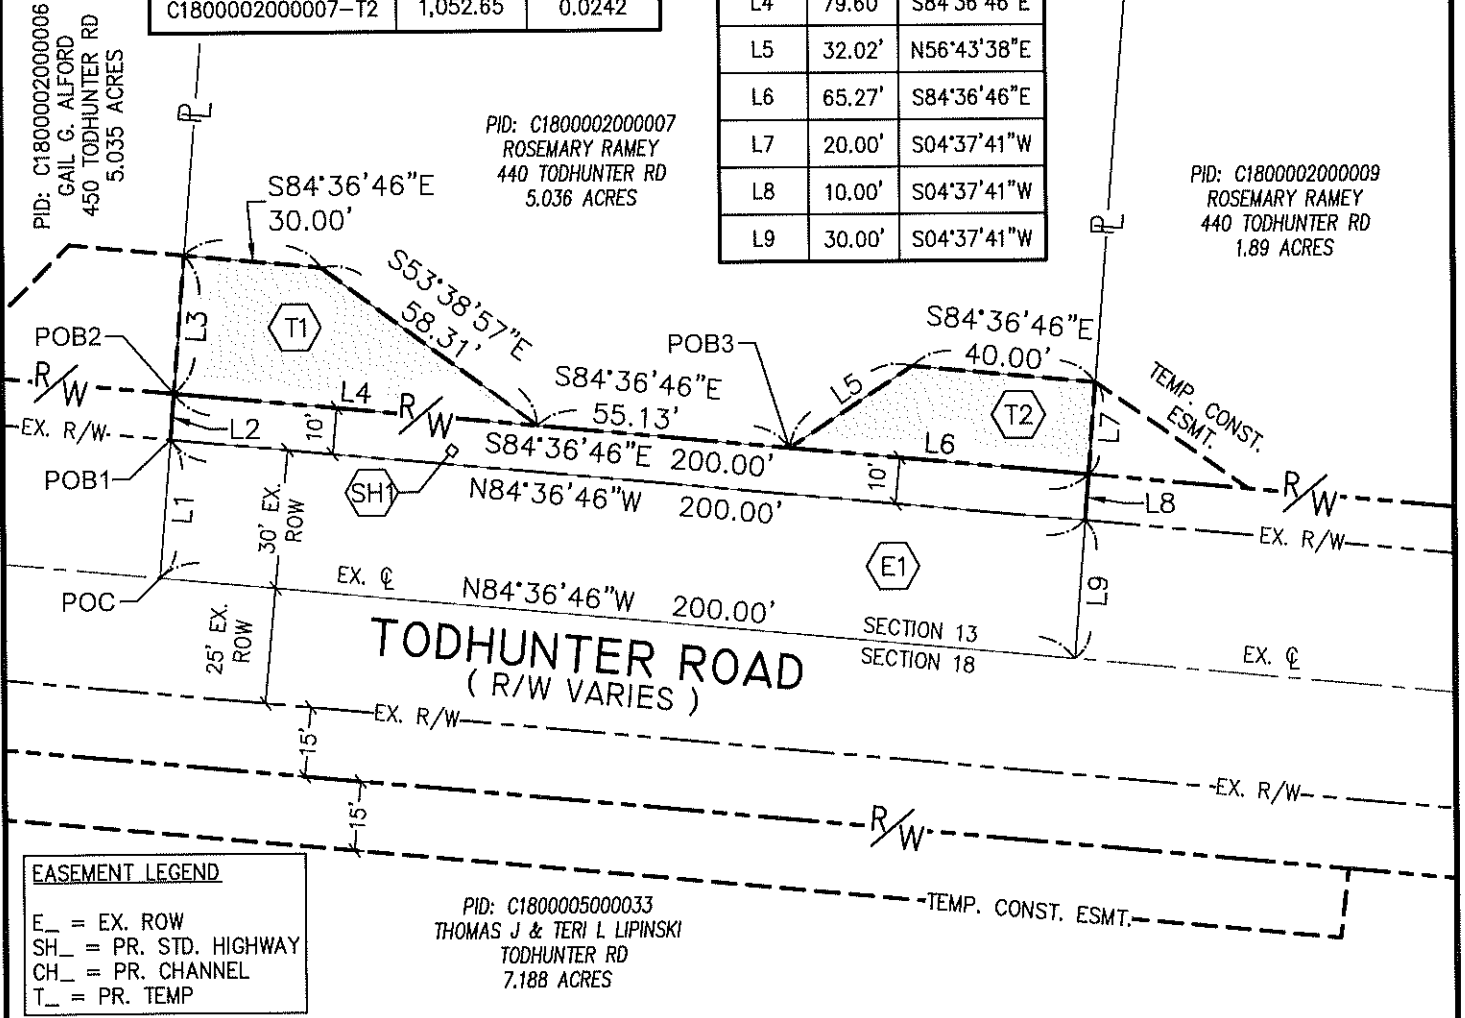 C1800002000007-T2 1,052.65 0.0242
L4 79.60' S84°36'46"E
L5 32.02' N56°43'38"E
L6 65.27' S84°36'46"E
L7 20.00' S04°37'41"W
L8 10.00' S04°37'41"W
L9 30.00' S04°37'41"W
PID: C1800002000006
GAIL G. ALFORD
450 TODHUNTER RD
5.035 ACRES
PL
PID: C1800002000007
ROSEMARY RAMEY
440 TODHUNTER RD
5.036 ACRES
PL
PID: C1800002000009
ROSEMARY RAMEY
440 TODHUNTER RD
1.89 ACRES
S84°36'46"E
30.00'
S53°38'57"E
58.31'
T1
L3
POB2
R/W
L4
R/W
S84°36'46"E
55.13'
POB3
L5
S84°36'46"E
40.00'
T2
L7
TEMP. CONST.
ESMT.
EX. R/W
L2
10'
S84°36'46"E 200.00'
L6
10'
L8
R/W
POB1
L1
SH1
N84°36'46"W 200.00'
EX. R/W
30' EX.
ROW
E1
L9
POC
EX. CL
N84°36'46"W 200.00'
SECTION 13
SECTION 18
EX. CL
25' EX.
ROW
TODHUNTER ROAD
( R/W VARIES )
EX. R/W
15'
EX. R/W
15'
R/W
TEMP. CONST. ESMT.
EASEMENT LEGEND
E_ = EX. ROW
SH_ = PR. STD. HIGHWAY
CH_ = PR. CHANNEL
T_ = PR. TEMP
PID: C1800005000033
THOMAS J & TERI L LIPINSKI
TODHUNTER RD
7.188 ACRES